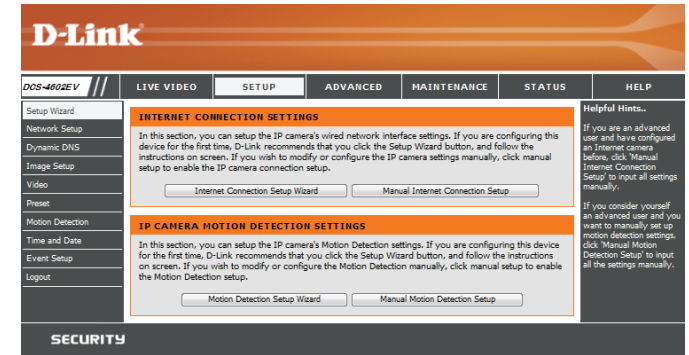 D-Link
DCS-4602EV
LIVE VIDEO
SETUP
ADVANCED
MAINTENANCE
STATUS
HELP
Setup Wizard
Network Setup
Dynamic DNS
Image Setup
Video
Preset
Motion Detection
Time and Date
Event Setup
Logout
INTERNET CONNECTION SETTINGS
In this section, you can setup the IP camera's wired network interface settings. If you are configuring this
device for the first time, D-Link recommends that you click the Setup Wizard button, and follow the
instructions on screen. If you wish to modify or configure the IP camera settings manually, click manual
setup to enable the IP camera connection setup.
Internet Connection Setup Wizard
Manual Internet Connection Setup
IP CAMERA MOTION DETECTION SETTINGS
In this section, you can setup the IP camera's Motion Detection settings. If you are configuring this device
for the first time, D-Link recommends that you click the Setup Wizard button, and follow the instructions
on screen. If you wish to modify or configure the Motion Detection manually, click manual setup to enable
the Motion Detection setup.
Motion Detection Setup Wizard
Manual Motion Detection Setup
Helpful Hints..
If you are an advanced
user and have configured
an Internet camera
before, click 'Manual
Internet Connection
Setup' to input all settings
manually.
If you consider yourself
an advanced user and you
want to manually set up
motion detection settings,
click 'Manual Motion
Detection Setup' to input
all the settings manually.
SECURITY